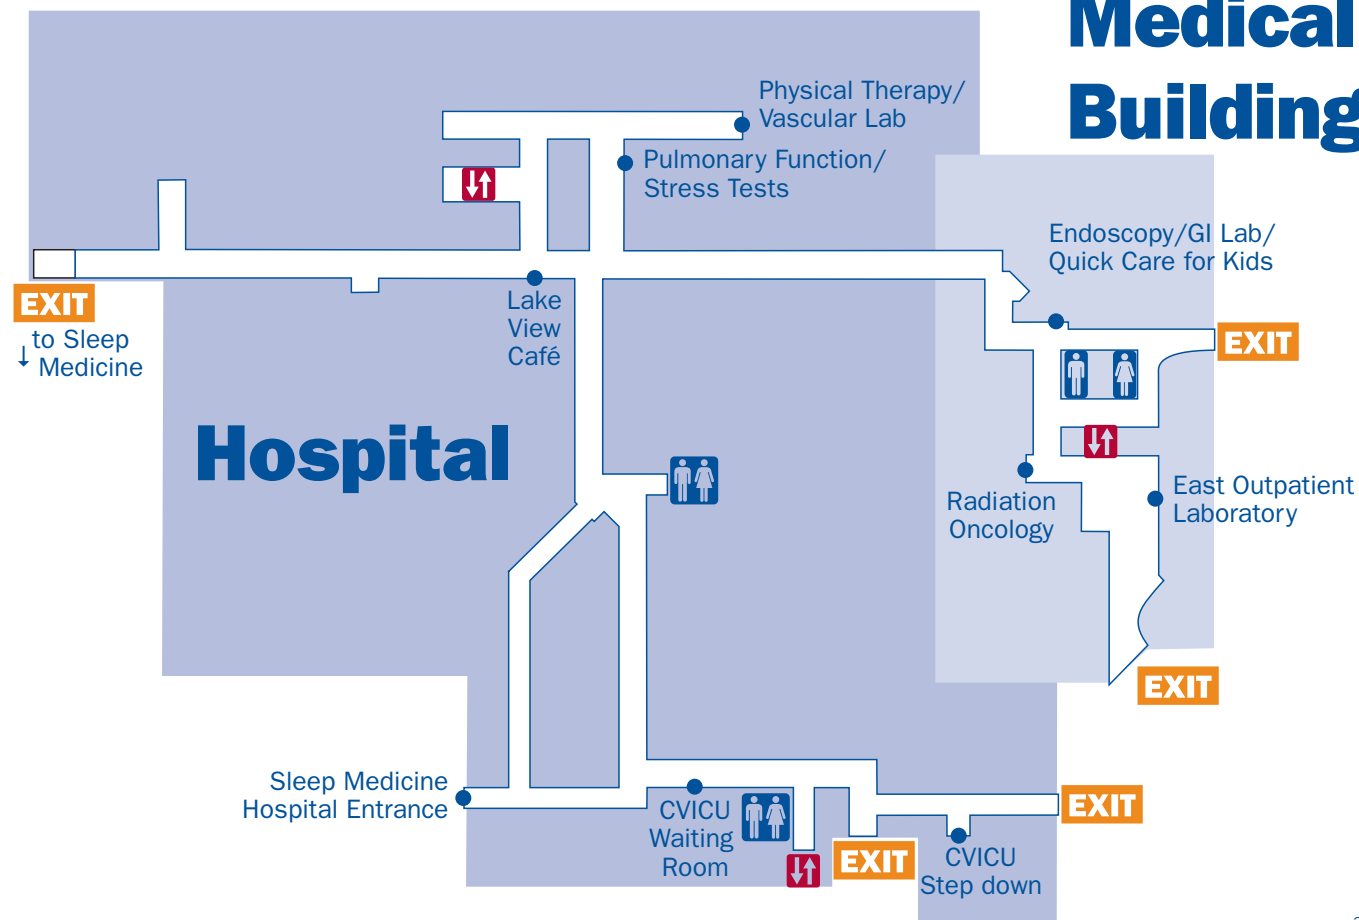 Medical
Building
Physical Therapy/
Vascular Lab
Pulmonary Function/
Stress Tests
Endoscopy/GI Lab/
Quick Care for Kids
EXIT
to Sleep
Medicine
Lake
View
Café
EXIT
Hospital
Radiation
Oncology
East Outpatient
Laboratory
EXIT
Sleep Medicine
Hospital Entrance
CVICU
Waiting
Room
EXIT
EXIT
CVICU
Step down